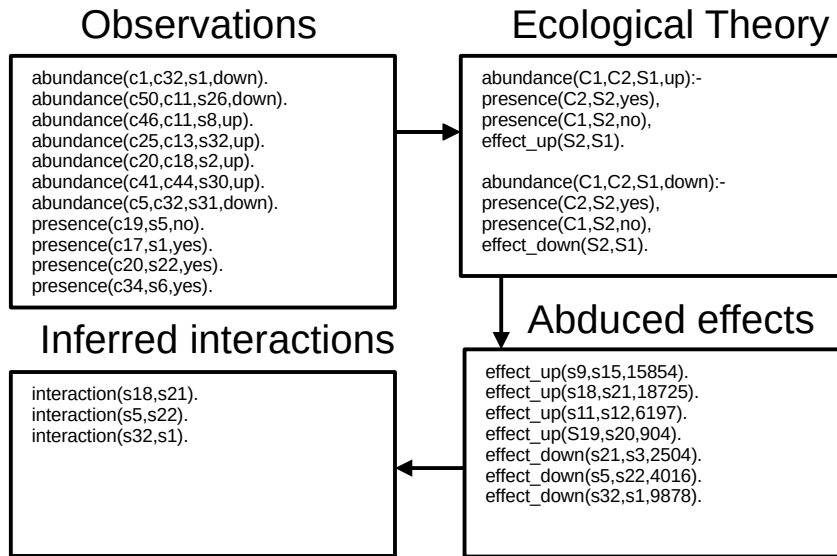 Observations
abundance(c1,c32,s1,down).
abundance(c50,c11,s26,down).
abundance(c46,c11,s8,up).
abundance(c25,c13,s32,up).
abundance(c20,c18,s2,up).
abundance(c41,c44,s30,up).
abundance(c5,c32,s31,down).
presence(c19,s5,no).
presence(c17,s1,yes).
presence(c20,s22,yes).
presence(c34,s6,yes).
Ecological Theory
abundance(C1,C2,S1,up):-
presence(C2,S2,yes),
presence(C1,S2,no),
effect_up(S2,S1).
abundance(C1,C2,S1,down):-
presence(C2,S2,yes),
presence(C1,S2,no),
effect_down(S2,S1).
Abduced effects
effect_up(s9,s15,15854).
effect_up(s18,s21,18725).
effect_up(s11,s12,6197).
effect_up(S19,s20,904).
effect_down(s21,s3,2504).
effect_down(s5,s22,4016).
effect_down(s32,s1,9878).
Inferred interactions
interaction(s18,s21).
interaction(s5,s22).
interaction(s32,s1).